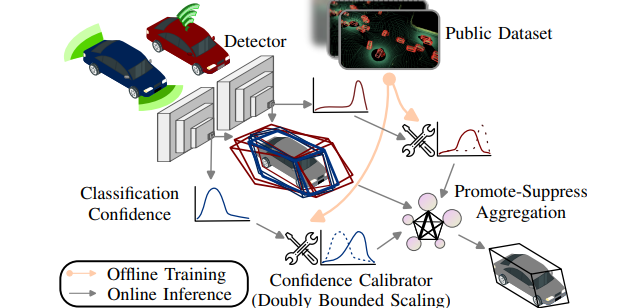 Detector
Public Dataset
Classification
Confidence
Promote-Suppress
Aggregation
Offline Training
Online Inference
Confidence Calibrator
(Doubly Bounded Scaling)